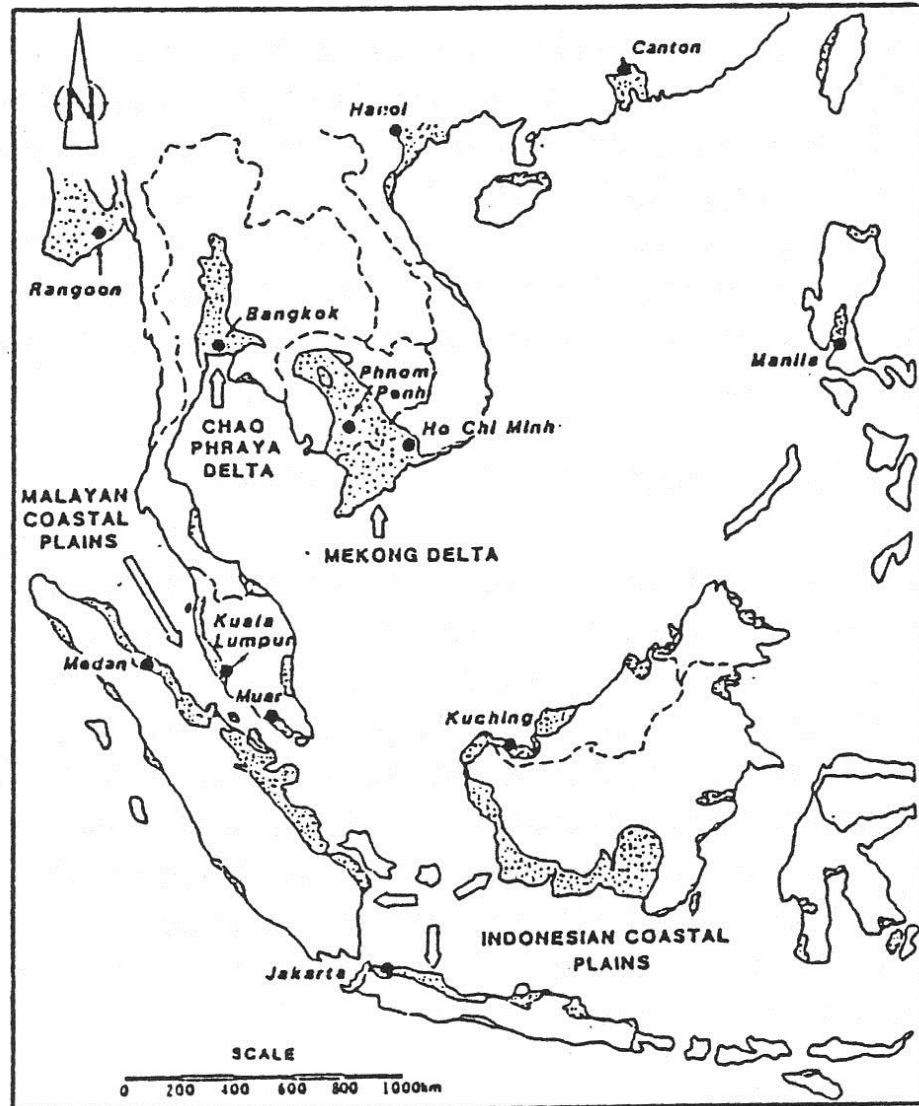 N
Canton
Hanoi
Rangoon
Bangkok
Phnom
Penh
Manila
CHAO
PHRAYA
DELTA
Ho Chi Minh
MALAYAN
COASTAL
PLAINS
MEKONG DELTA
Kuala
Lumpur
Medan
Muar
Kuching
INDONESIAN COASTAL
PLAINS
Jakarta
SCALE
0 200 400 600 800 1000km